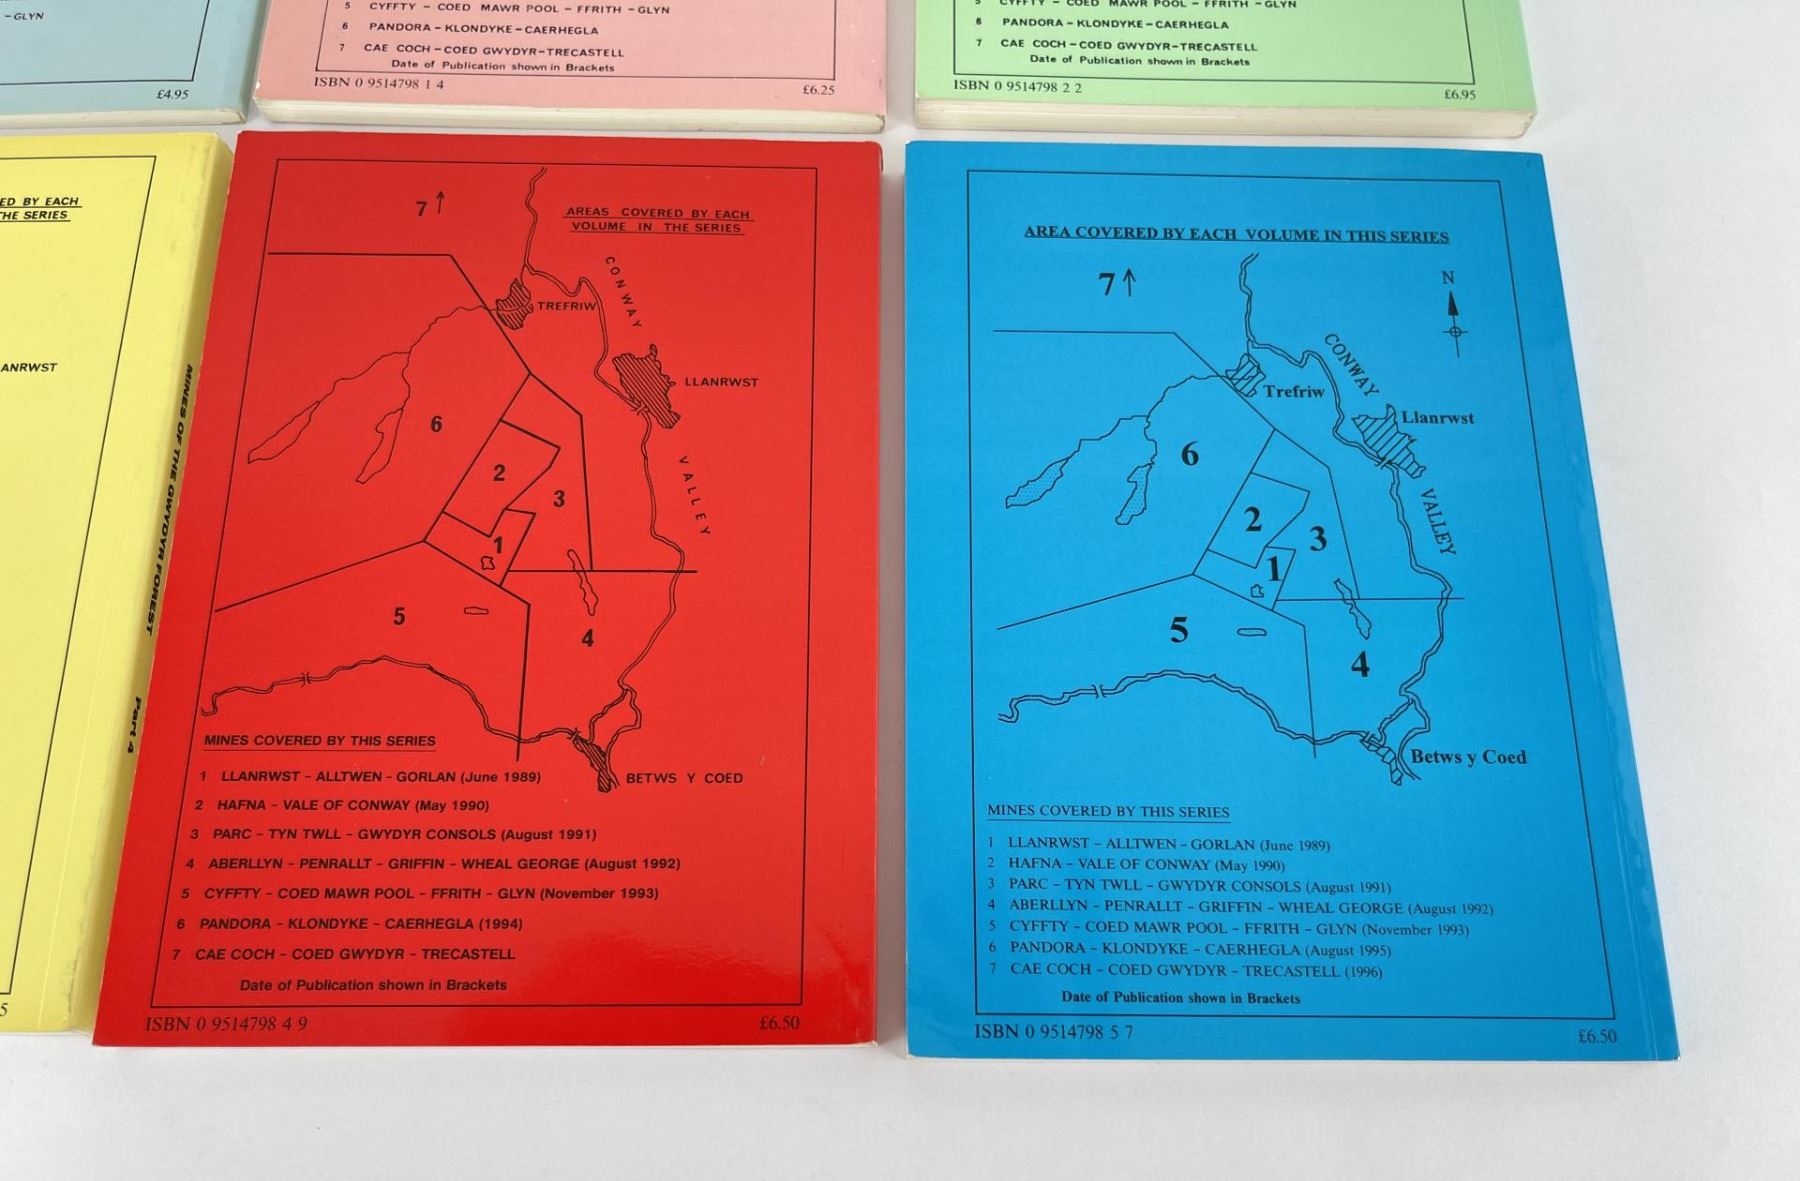 -GLYN
£4.95
5 CYFFTY - COED MAWR POOL - FFRITH - GLYN
6 PANDORA - KLONDYKE - CAERHEGLA
7 CAE COCH - COED GWYDYR - TRECASTELL
Date of Publication shown in Brackets
ISBN 0 9514798 1 4
£6.25
5 CYFFTY - COED MAWR POOL - FFRITH - GLYN
6 PANDORA - KLONDYKE - CAERHEGLA
7 CAE COCH - COED GWYDYR - TRECASTELL
Date of Publication shown in Brackets
ISBN 0 9514798 2 2
£6.95
ED BY EACH
THE SERIES
ANRWST
5
MINES OF THE GWYDYR FOREST Part 4
7
AREAS COVERED BY EACH
VOLUME IN THE SERIES
CONWAY
TREFRIW
LLANRWST
6
VALLEY
2
3
1
5
4
MINES COVERED BY THIS SERIES
1 LLANRWST - ALLTWEN - GORLAN (June 1989)
BETWS Y COED
2 HAFNA - VALE OF CONWAY (May 1990)
3 PARC - TYN TWLL - GWYDYR CONSOLS (August 1991)
4 ABERLLYN - PENRALLT - GRIFFIN - WHEAL GEORGE (August 1992)
5 CYFFTY - COED MAWR POOL - FFRITH - GLYN (November 1993)
6 PANDORA - KLONDYKE - CAERHEGLA (1994)
7 CAE COCH - COED GWYDYR - TRECASTELL
Date of Publication shown in Brackets
ISBN 0 9514798 4 9
£6.50
AREA COVERED BY EACH VOLUME IN THIS SERIES
7
N
CONWAY
Trefriw
Llanrwst
6
VALLEY
2
3
1
5
4
Betws y Coed
MINES COVERED BY THIS SERIES
1 LLANRWST - ALLTWEN - GORLAN (June 1989)
2 HAFNA - VALE OF CONWAY (May 1990)
3 PARC - TYN TWLL - GWYDYR CONSOLS (August 1991)
4 ABERLLYN - PENRALLT - GRIFFIN - WHEAL GEORGE (August 1992)
5 CYFFTY - COED MAWR POOL - FFRITH - GLYN (November 1993)
6 PANDORA - KLONDYKE - CAERHEGLA (August 1995)
7 CAE COCH - COED GWYDYR - TRECASTELL (1996)
Date of Publication shown in Brackets
ISBN 0 9514798 5 7
£6.50